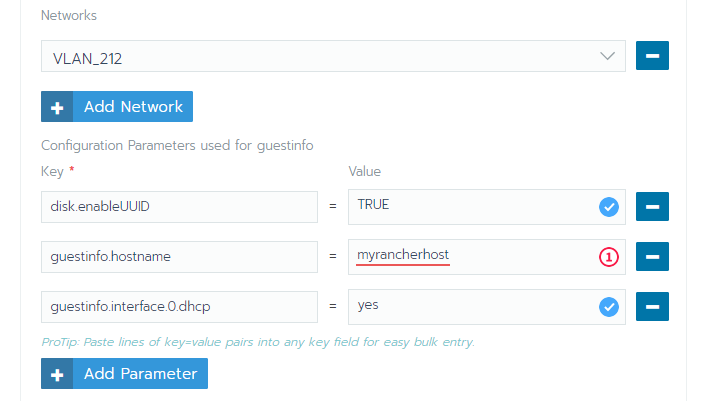 Networks
VLAN_212
Add Network
Configuration Parameters used for guestinfo
Key * Value
disk.enableUUID = TRUE
guestinfo.hostname = myrancherhost 1
guestinfo.interface.0.dhcp = yes
ProTip: Paste lines of key=value pairs into any key field for easy bulk entry.
Add Parameter